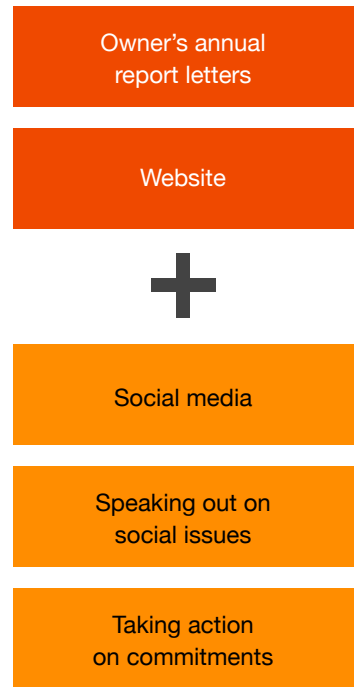 Owner’s annual
report letters
Website
+
Social media
Speaking out on
social issues
Taking action
on commitments